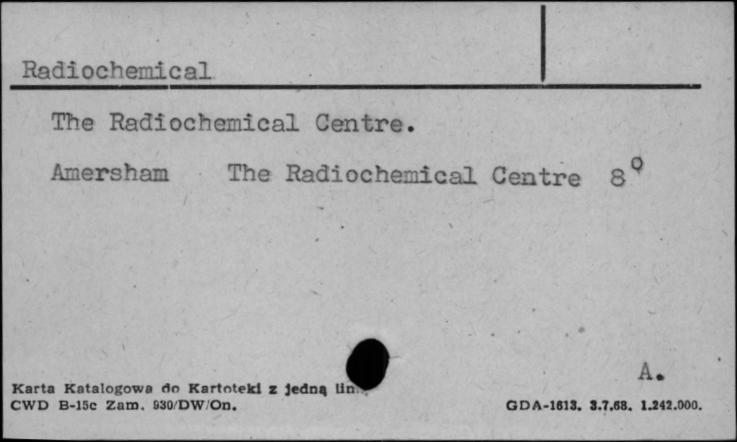 Radiochemical
The Radiochemical Centre.
Amersham The Radiochemical Centre 8°
A.
Karta Katalogowa do Kartoteki z jedną lin.
CWD B-15c Zam. 930/DW/On.
GDA-1613. 3.7.68. 1.242.000.